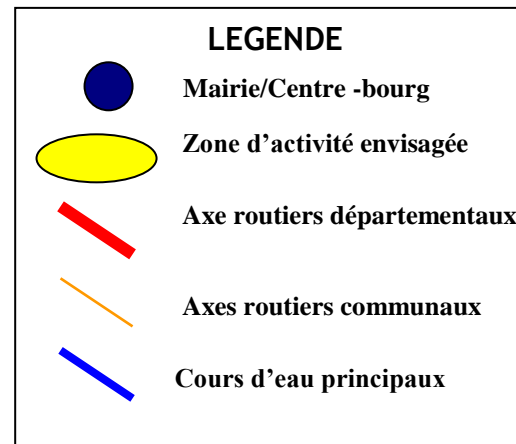 LEGENDE
Mairie/Centre -bourg
Zone d'activité envisagée
Axe routiers départementaux
Axes routiers communaux
Cours d'eau principaux